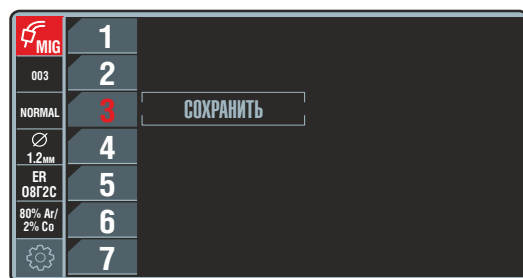 MIG
003
NORMAL
Ø
1.2мм
ER
08Г2С
80% Ar/
2% Co
1
2
3
4
5
6
7
СОХРАНИТЬ